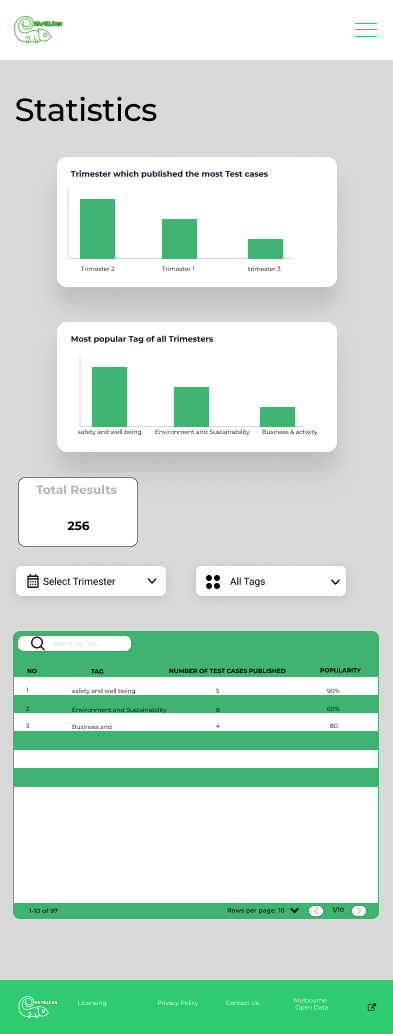 HAMELEON
Statistics
Trimester which published the most Test cases
Trimester 2 Trimester 1 trimester 3
Most popular Tag of all Trimesters
safety and well being Environment and Sustainability Business & activity
Total Results
256
Select Trimester All Tags
Search by Tag...
NO TAG NUMBER OF TEST CASES PUBLISHED POPULARITY
1 safety and well being 5 90%
2 Environment and Sustainability 8 60%
3 Business and 4 80
1-10 of 97 Rows per page: 10 1/10
HAMELEON Licensing Privacy Policy Contact Us Melbourne
Open Data